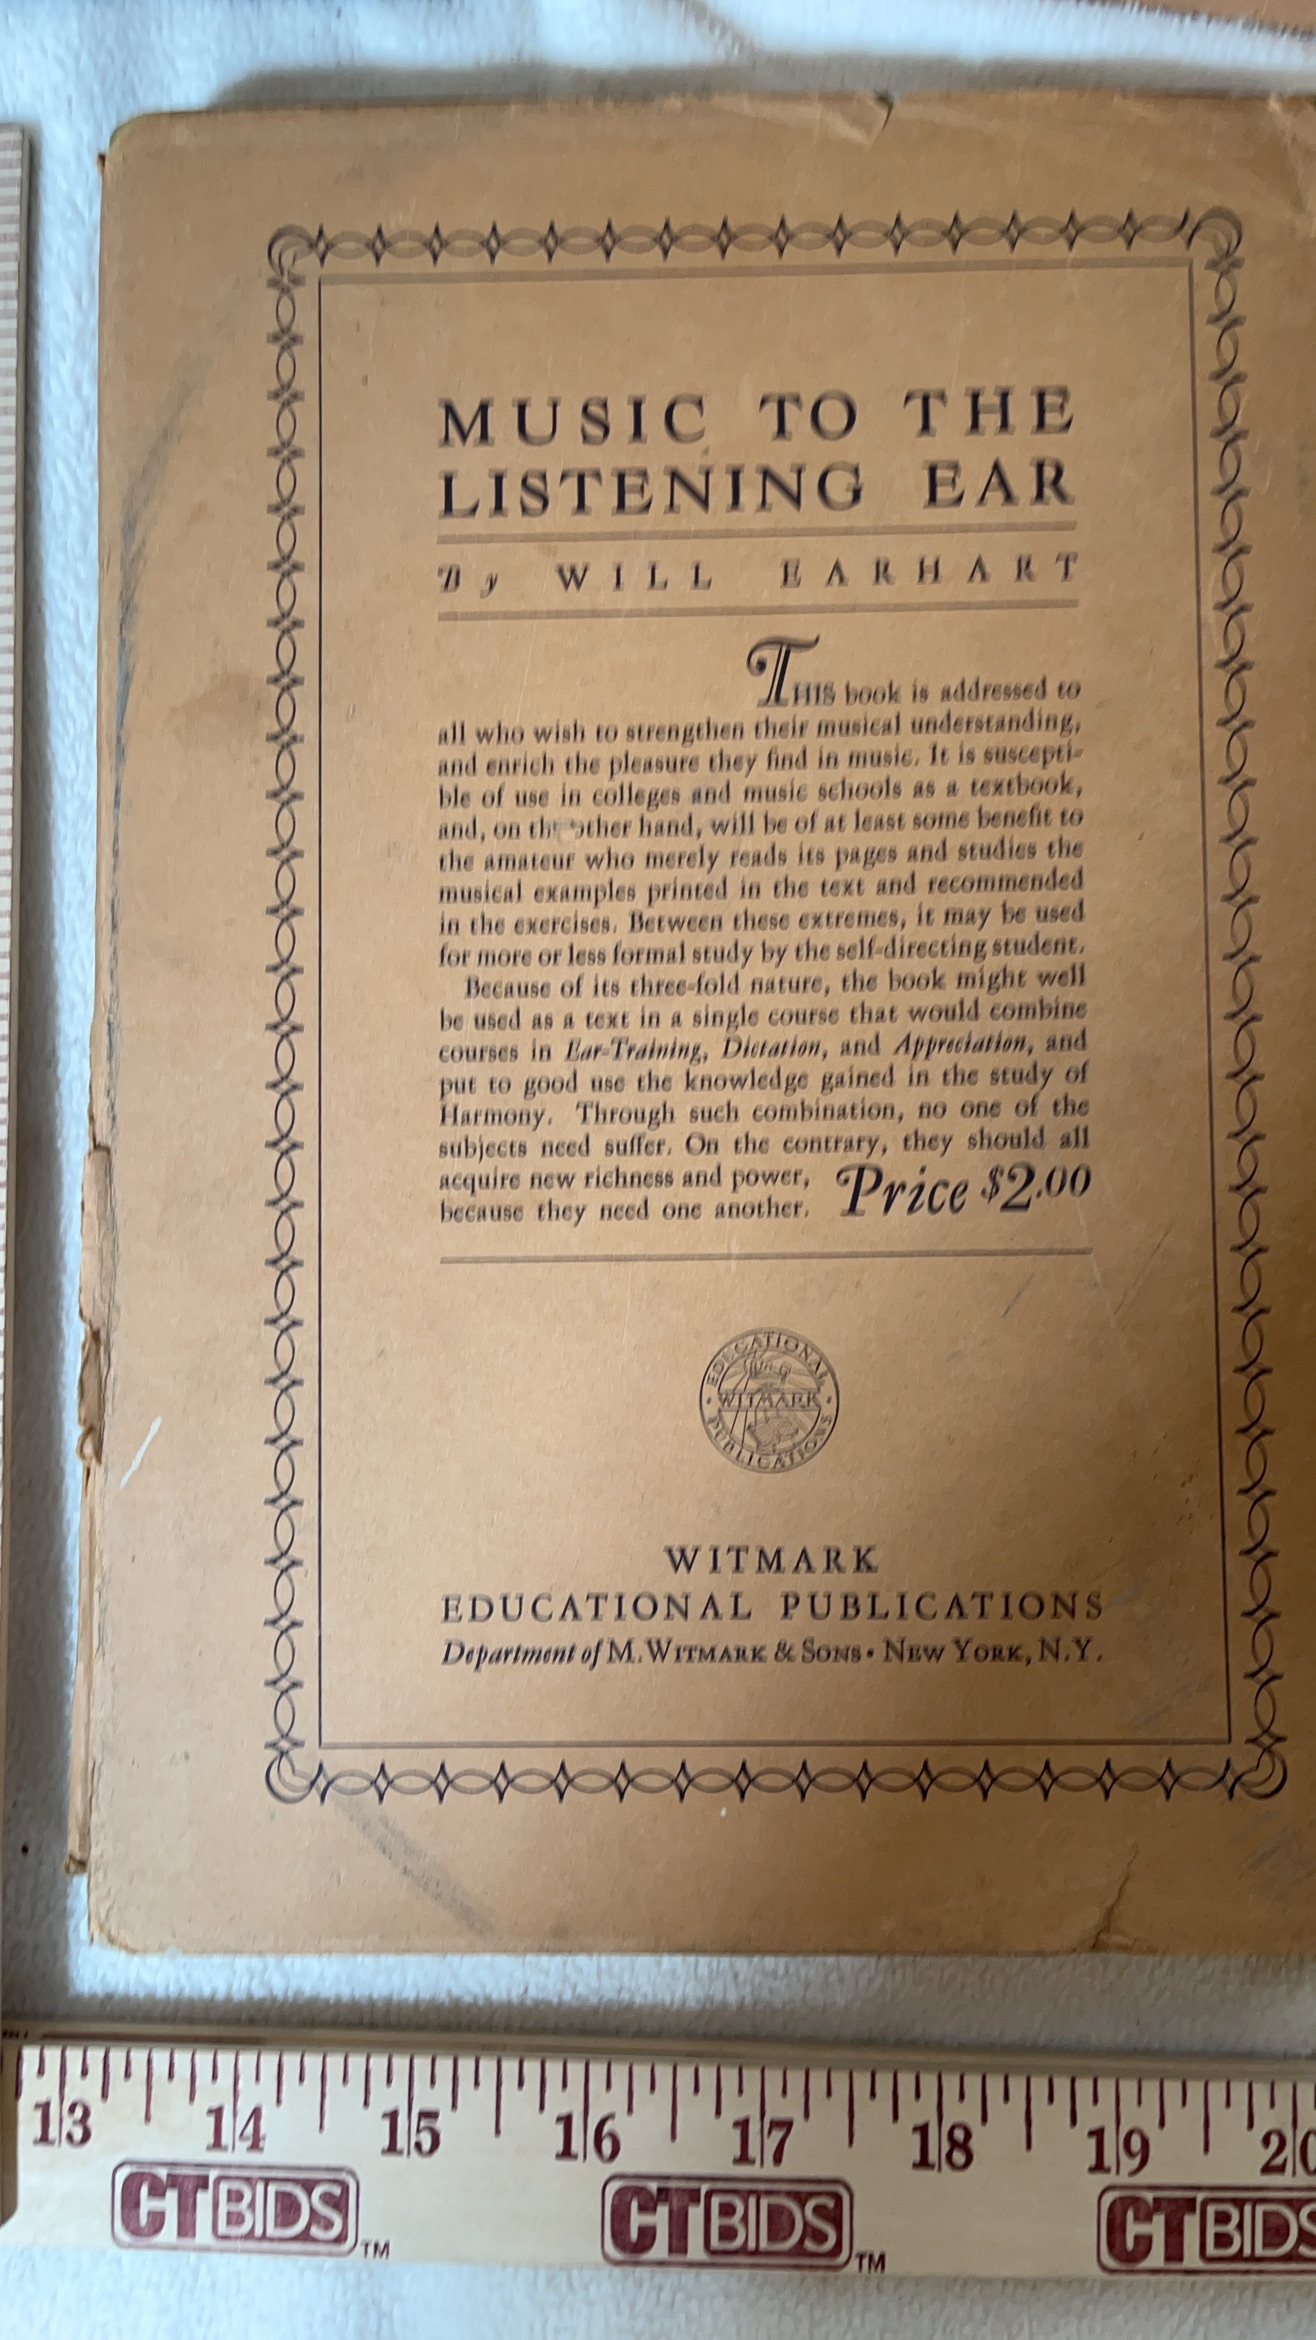 MUSIC TO THE
LISTENING EAR
By WILL EARHART
THIS book is addressed to
all who wish to strengthen their musical understanding,
and enrich the pleasure they find in music. It is suscepti-
ble of use in colleges and music schools as a textbook,
and, on the other hand, will be of at least some benefit to
the amateur who merely reads its pages and studies the
musical examples printed in the text and recommended
in the exercises. Between these extremes, it may be used
for more or less formal study by the self-directing student.
Because of its three-fold nature, the book might well
be used as a text in a single course that would combine
courses in Ear-Training, Dictation, and Appreciation, and
put to good use the knowledge gained in the study of
Harmony. Through such combination, no one of the
subjects need suffer. On the contrary, they should all
acquire new richness and power,
because they need one another.
Price $2.00
EDUCATIONAL
WITMARK
PUBLICATIONS
WITMARK
EDUCATIONAL PUBLICATIONS
Department of M. WITMARK & SONS • NEW YORK, N.Y.
13 14 15 16 17 18 19 20
CTBIDS TM CTBIDS TM CTBIDS